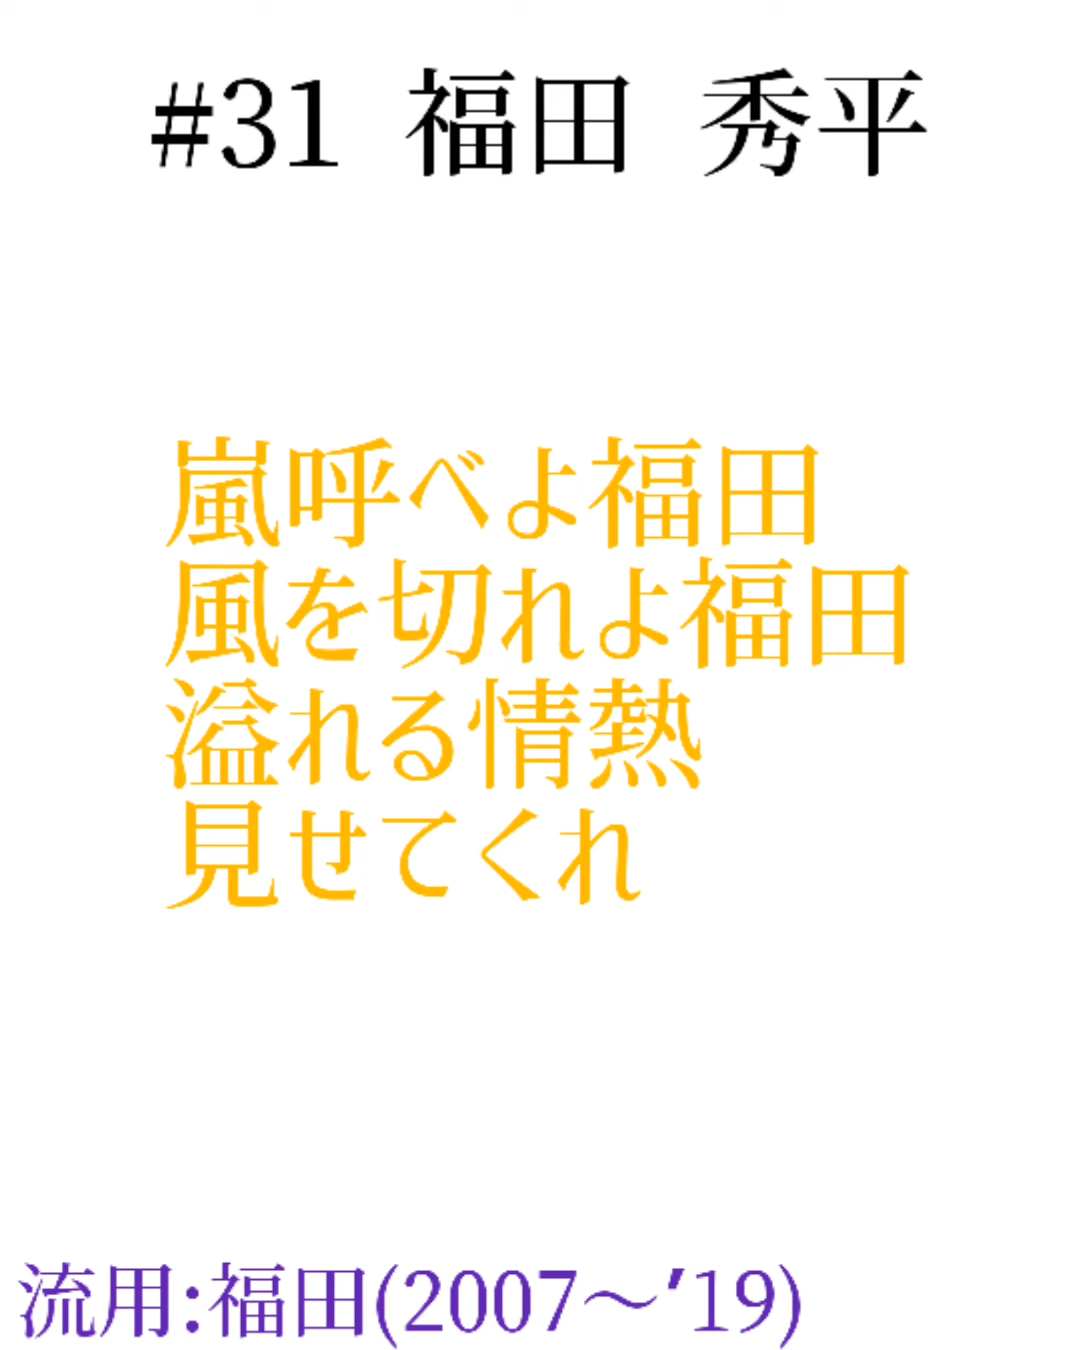 #31 福田 秀平
嵐呼べよ福田
風を切れよ福田
溢れる情熱
見せてくれ
流用:福田(2007〜’19)